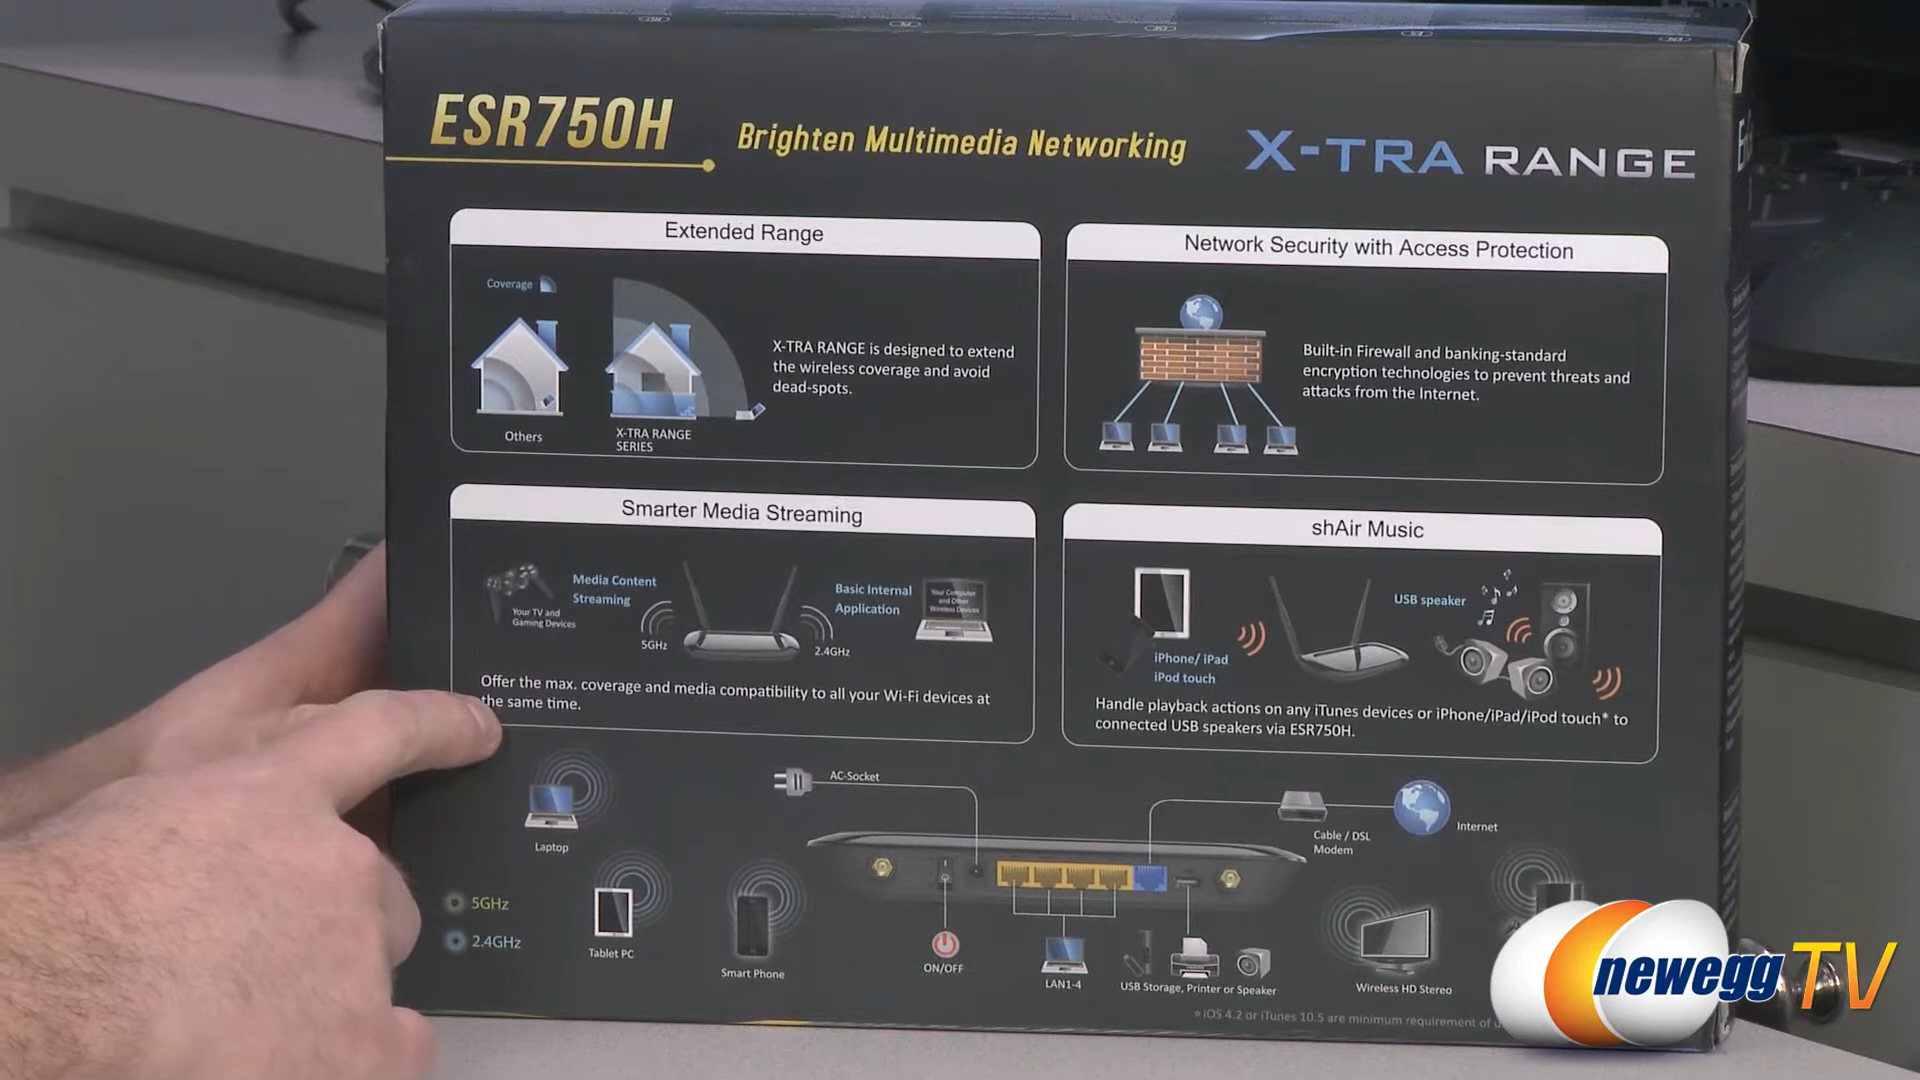 ESR750H
Brighten Multimedia Networking
X-TRA RANGE
Extended Range
Coverage
Others
X-TRA RANGE
SERIES
X-TRA RANGE is designed to extend
the wireless coverage and avoid
dead-spots.
Network Security with Access Protection
Built-in Firewall and banking-standard
encryption technologies to prevent threats and
attacks from the Internet.
Smarter Media Streaming
Your TV and
Gaming Devices
Media Content
Streaming
5GHz
2.4GHz
Basic Internal
Application
Your Computer
and Other
Wireless Devices
Offer the max. coverage and media compatibility to all your Wi-Fi devices at
the same time.
shAir Music
iPhone/ iPad
iPod touch
USB speaker
Handle playback actions on any iTunes devices or iPhone/iPad/iPod touch* to
connected USB speakers via ESR750H.
Laptop
AC-Socket
Cable / DSL
Modem
Internet
5GHz
2.4GHz
Tablet PC
Smart Phone
ON/OFF
LAN1-4
USB Storage, Printer or Speaker
Wireless HD Stereo
* iOS 4.2 or iTunes 10.5 are minimum requirement of
newegg TV